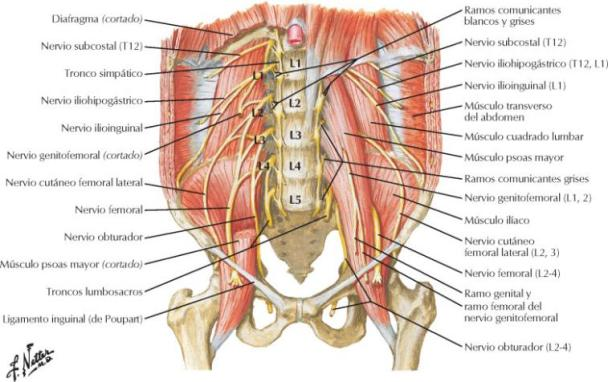 Diafragma (cortado)
Nervio subcostal (T12)
Tronco simpático
Nervio iliohipogástrico
Nervio ilioinguinal
Nervio genitofemoral (cortado)
Nervio cutáneo femoral lateral
Nervio femoral
Nervio obturador
Músculo psoas mayor (cortado)
Troncos lumbosacros
Ligamento inguinal (de Poupart)
L1
L1
L2
L2
L3
L3
L4
L4
L5
Ramos comunicantes
blancos y grises
Nervio subcostal (T12)
Nervio iliohipogástrico (T12, L1)
Nervio ilioinguinal (L1)
Músculo transverso
del abdomen
Músculo cuadrado lumbar
Músculo psoas mayor
Ramos comunicantes grises
Nervio genitofemoral (L1, 2)
Músculo ilíaco
Nervio cutáneo
femoral lateral (L2, 3)
Nervio femoral (L2-4)
Ramo genital y
ramo femoral del
nervio genitofemoral
Nervio obturador (L2-4)
F. Netter
M.D.